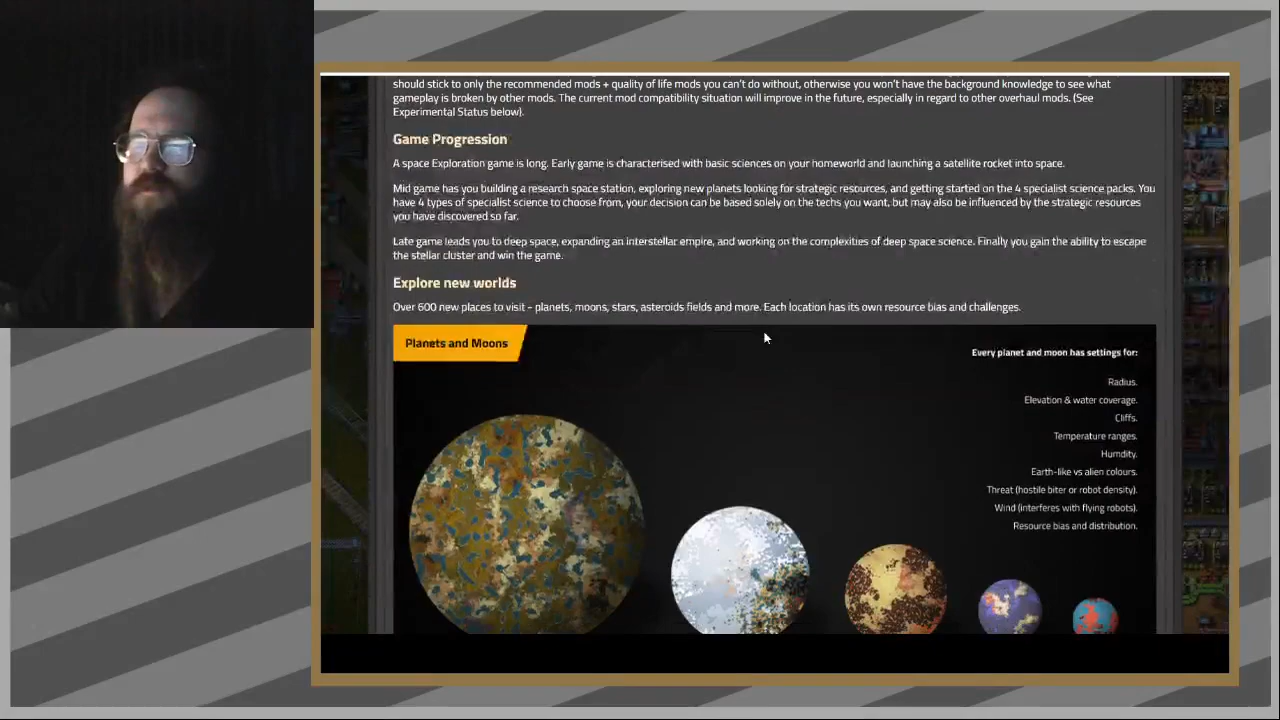 should stick to only the recommended mods + quality of life mods you can't do without, otherwise you won't have the background knowledge to see what
gameplay is broken by other mods. The current mod compatibility situation will improve in the future, especially in regard to other overhaul mods. (See
Experimental Status below).
Game Progression
A space Exploration game is long. Early game is characterised with basic sciences on your homeworld and launching a satellite rocket into space.
Mid game has you building a research space station, exploring new planets looking for strategic resources, and getting started on the 4 specialist science packs. You
have 4 types of specialist science to choose from, your decision can be based solely on the techs you want, but may also be influenced by the strategic resources
you have discovered so far.
Late game leads you to deep space, expanding an interstellar empire, and working on the complexities of deep space science. Finally you gain the ability to escape
the stellar cluster and win the game.
Explore new worlds
Over 600 new places to visit - planets, moons, stars, asteroids fields and more. Each location has its own resource bias and challenges.
Planets and Moons
Every planet and moon has settings for:
Radius.
Elevation & water coverage.
Cliffs.
Temperature ranges.
Humdity.
Earth-like vs alien colours.
Threat (hostile biter or robot density).
Wind (interferes with flying robots).
Resource bias and distribution.